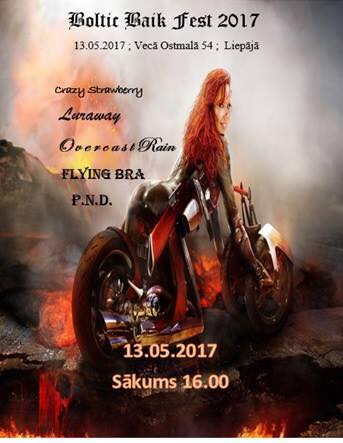 Boltic Baik Fest 2017
13.05.2017 ; Vecā Ostmalā 54 ; Liepājā
Crazy Strawberry
Luraway
Overcast Rain
FLYING BRA
P.N.D.
13.05.2017
Sākums 16.00